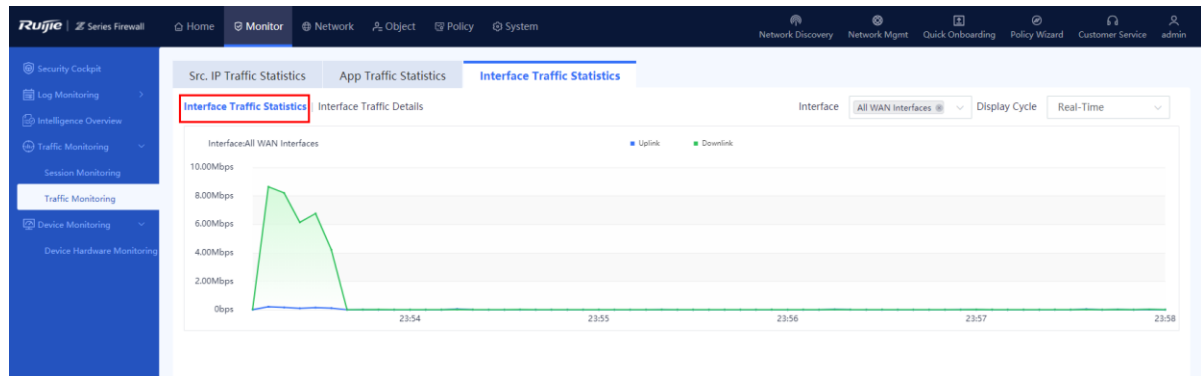 Ruijie | Z Series Firewall Home Monitor Network Object Policy System Network Discovery Network Mgmt Quick Onboarding Policy Wizard Customer Service admin
Security Cockpit
Log Monitoring
Intelligence Overview
Traffic Monitoring
Session Monitoring
Traffic Monitoring
Device Monitoring
Device Hardware Monitoring
Src. IP Traffic Statistics App Traffic Statistics Interface Traffic Statistics
Interface Traffic Statistics Interface Traffic Details Interface All WAN Interfaces Display Cycle Real-Time
Interface:All WAN Interfaces Uplink Downlink
10.00Mbps
8.00Mbps
6.00Mbps
4.00Mbps
2.00Mbps
0bps
23:54 23:55 23:56 23:57 23:58